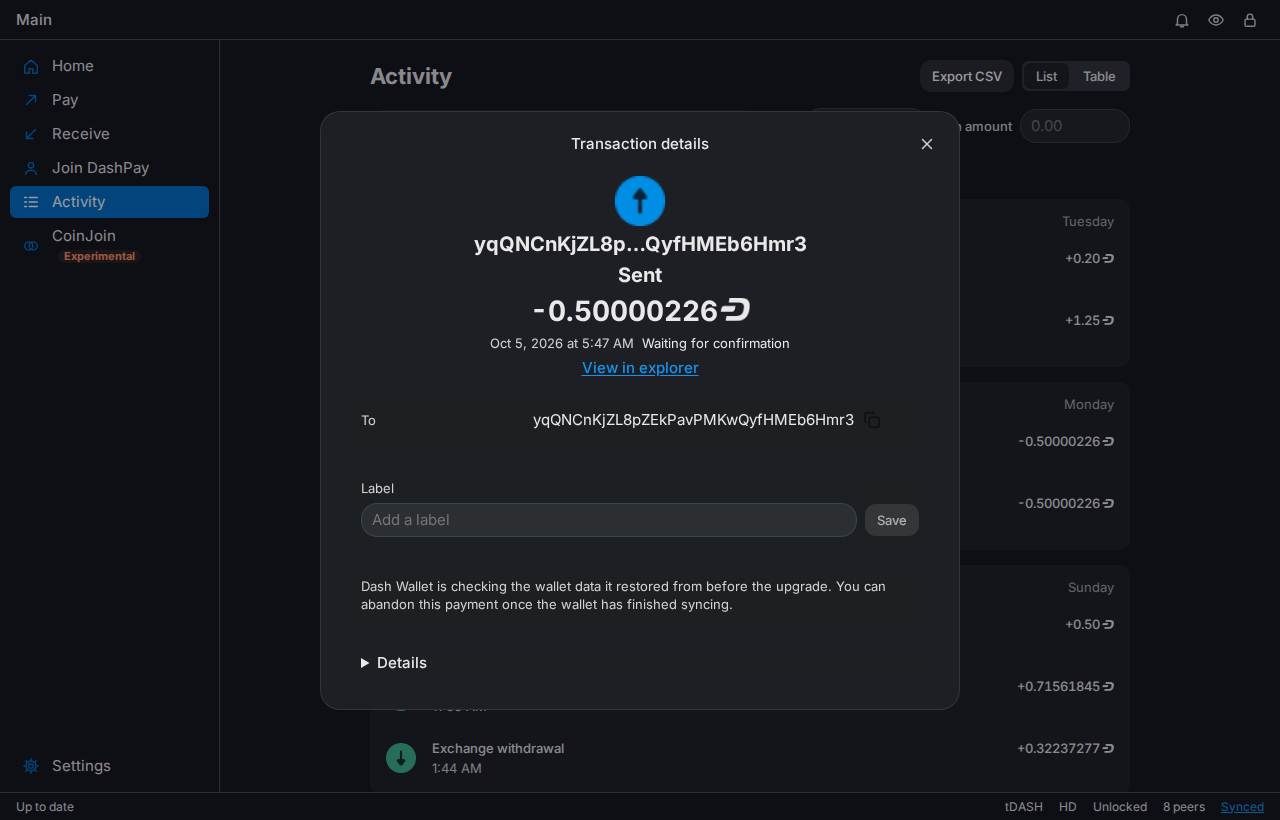 Main
Home
Pay
Receive
Join DashPay
Activity
CoinJoin
Experimental
Settings
Activity
Export CSV
List
Table
amount
0.00
Transaction details
yqQNCnKjZL8p...QyfHMEb6Hmr3
Sent
-0.50000226
Oct 5, 2026 at 5:47 AM Waiting for confirmation
View in explorer
To
yqQNCnKjZL8pZEkPavPMKwQyfHMEb6Hmr3
Label
Add a label
Save
Dash Wallet is checking the wallet data it restored from before the upgrade. You can
abandon this payment once the wallet has finished syncing.
Details
Tuesday
+0.20
+1.25
Monday
-0.50000226
-0.50000226
Sunday
+0.50
+0.71561845
Exchange withdrawal
+0.32237277
1:44 AM
Up to date
tDASH
HD
Unlocked
8 peers
Synced